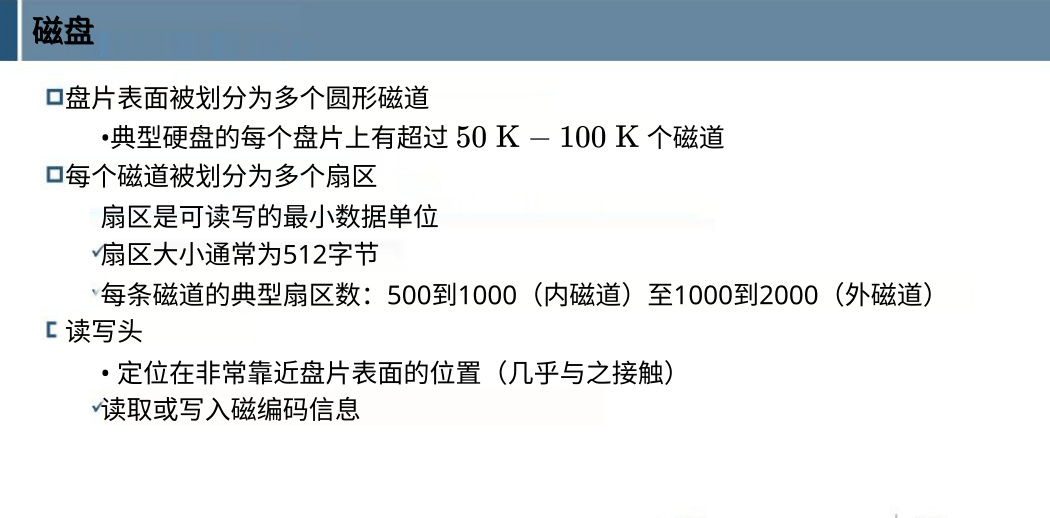 磁盘
盘片表面被划分为多个圆形磁道
•典型硬盘的每个盘片上有超过 50 K – 100 K 个磁道
每个磁道被划分为多个扇区
扇区是可读写的最小数据单位
✓扇区大小通常为512字节
每条磁道的典型扇区数：500到1000（内磁道）至1000到2000（外磁道）
读写头
• 定位在非常靠近盘片表面的位置（几乎与之接触）
✓读取或写入磁编码信息